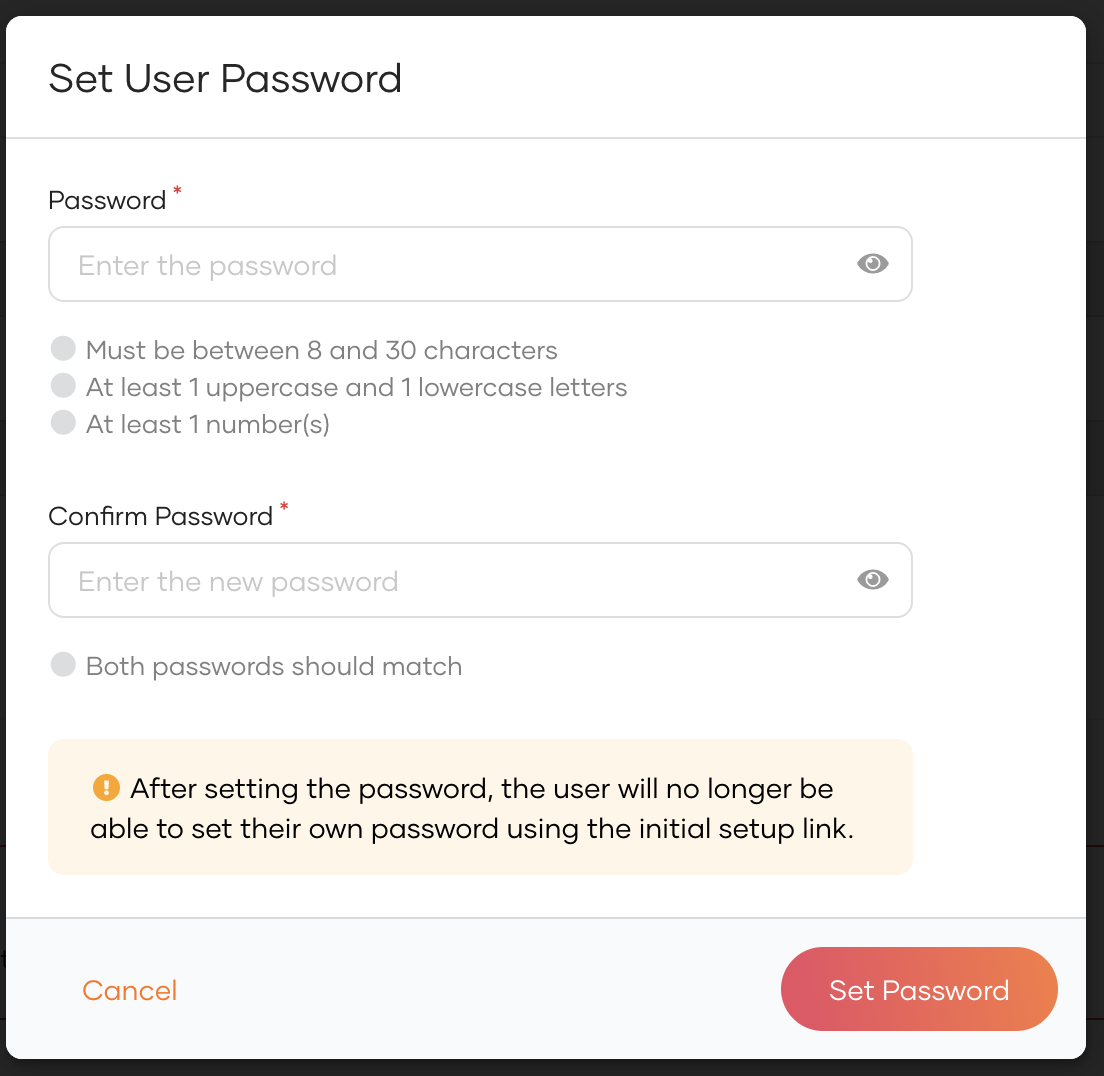 Set User Password
Password *
Enter the password
Must be between 8 and 30 characters
At least 1 uppercase and 1 lowercase letters
At least 1 number(s)
Confirm Password *
Enter the new password
Both passwords should match
After setting the password, the user will no longer be
able to set their own password using the initial setup link.
Cancel
Set Password